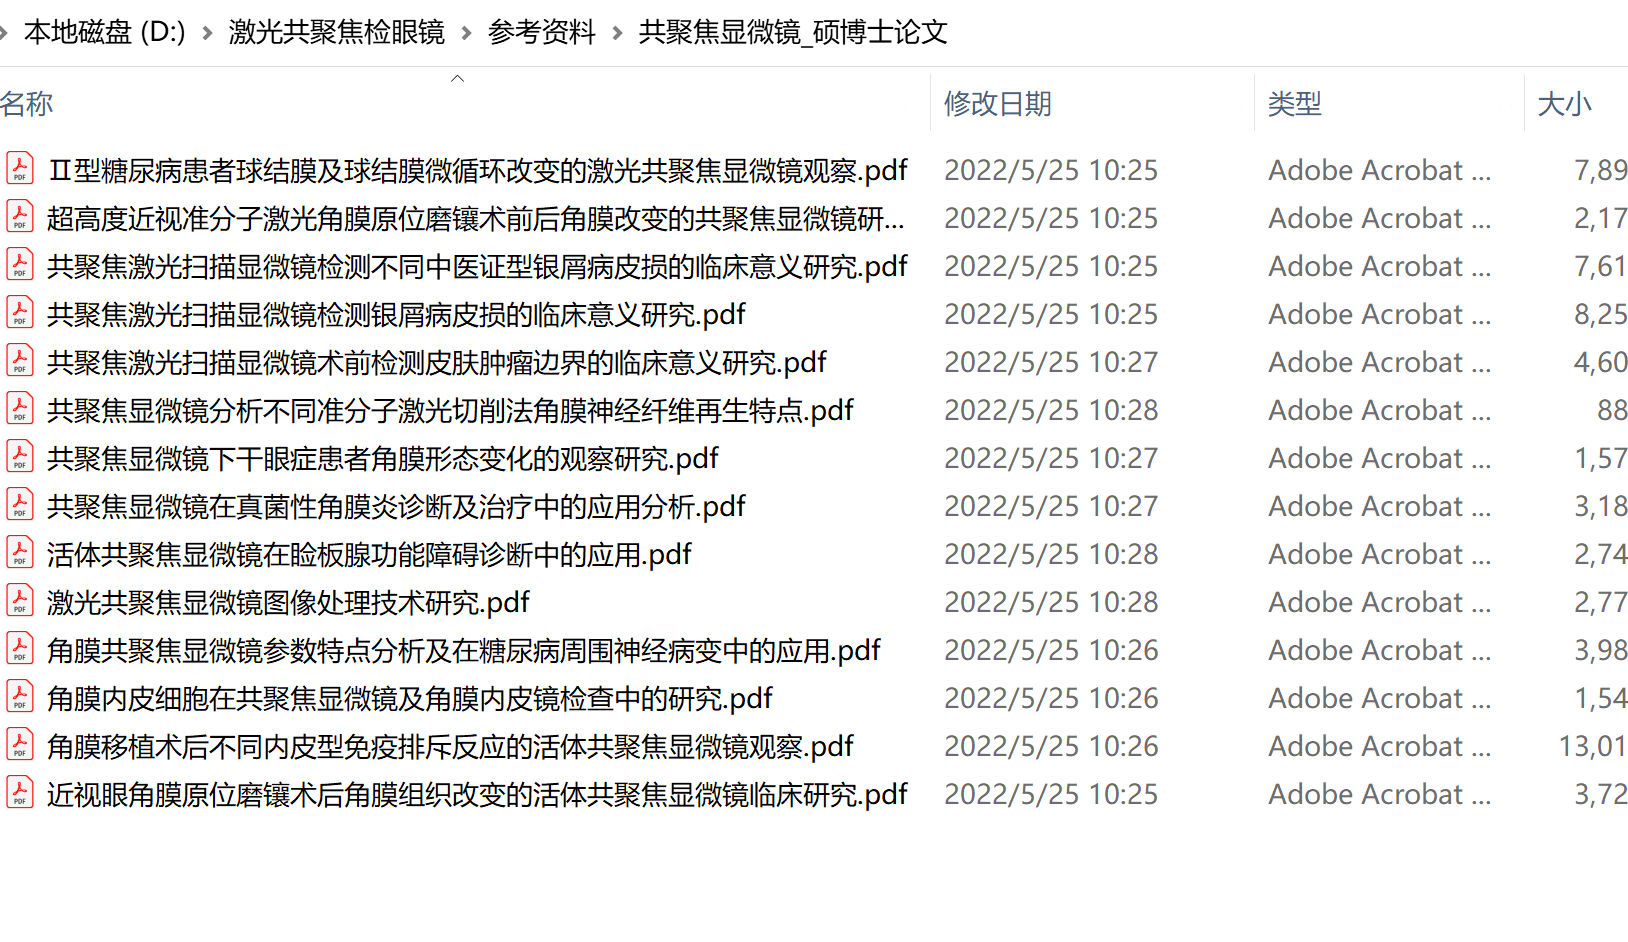 本地磁盘 (D:) › 激光共聚焦检眼镜 › 参考资料 › 共聚焦显微镜_硕博士论文
名称 修改日期 类型 大小
Ⅱ型糖尿病患者球结膜及球结膜微循环改变的激光共聚焦显微镜观察.pdf 2022/5/25 10:25 Adobe Acrobat ... 7,89
超高度近视准分子激光角膜原位磨镶术前后角膜改变的共聚焦显微镜研... 2022/5/25 10:25 Adobe Acrobat ... 2,17
共聚焦激光扫描显微镜检测不同中医证型银屑病皮损的临床意义研究.pdf 2022/5/25 10:25 Adobe Acrobat ... 7,61
共聚焦激光扫描显微镜检测银屑病皮损的临床意义研究.pdf 2022/5/25 10:25 Adobe Acrobat ... 8,25
共聚焦激光扫描显微镜术前检测皮肤肿瘤边界的临床意义研究.pdf 2022/5/25 10:27 Adobe Acrobat ... 4,60
共聚焦显微镜分析不同准分子激光切削法角膜神经纤维再生特点.pdf 2022/5/25 10:28 Adobe Acrobat ... 88
共聚焦显微镜下干眼症患者角膜形态变化的观察研究.pdf 2022/5/25 10:27 Adobe Acrobat ... 1,57
共聚焦显微镜在真菌性角膜炎诊断及治疗中的应用分析.pdf 2022/5/25 10:27 Adobe Acrobat ... 3,18
活体共聚焦显微镜在睑板腺功能障碍诊断中的应用.pdf 2022/5/25 10:28 Adobe Acrobat ... 2,74
激光共聚焦显微镜图像处理技术研究.pdf 2022/5/25 10:28 Adobe Acrobat ... 2,77
角膜共聚焦显微镜参数特点分析及在糖尿病周围神经病变中的应用.pdf 2022/5/25 10:26 Adobe Acrobat ... 3,98
角膜内皮细胞在共聚焦显微镜及角膜内皮镜检查中的研究.pdf 2022/5/25 10:26 Adobe Acrobat ... 1,54
角膜移植术后不同内皮型免疫排斥反应的活体共聚焦显微镜观察.pdf 2022/5/25 10:26 Adobe Acrobat ... 13,01
近视眼角膜原位磨镶术后角膜组织改变的活体共聚焦显微镜临床研究.pdf 2022/5/25 10:25 Adobe Acrobat ... 3,72